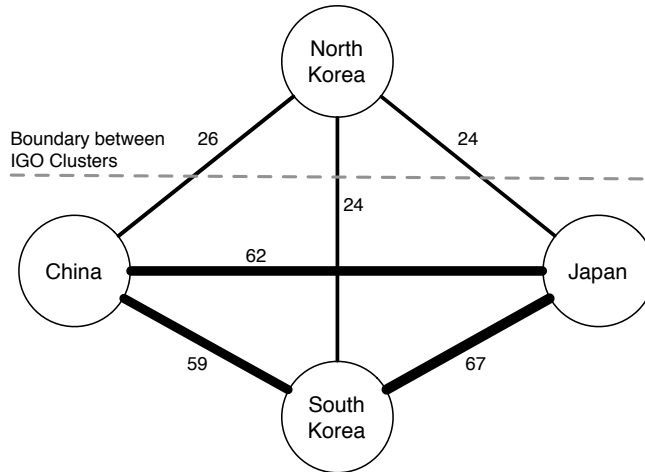 North
Korea
Boundary between
IGO Clusters
26
24
24
China
62
Japan
59
67
South
Korea